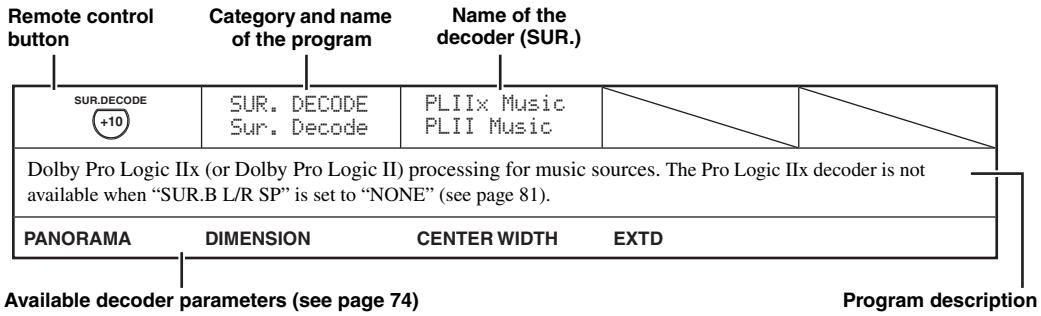 Remote control button
Category and name of the program
Name of the decoder (SUR.)
SUR.DECODE
+10
SUR. DECODE
Sur. Decode
PLIIx Music
PLII Music
Dolby Pro Logic IIx (or Dolby Pro Logic II) processing for music sources. The Pro Logic IIx decoder is not
available when “SUR.B L/R SP” is set to “NONE” (see page 81).
PANORAMA DIMENSION CENTER WIDTH EXTD
Available decoder parameters (see page 74)
Program description